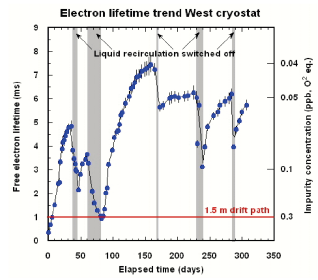 Electron lifetime trend West cryostat
Liquid recirculation switched off
Free electron lifetime (ms)
9
8
7
6
5
4
3
2
1
0
0.04
0.05
0.1
0.3
Impurity concentration (ppb, O² eq.)
1.5 m drift path
0 50 100 150 200 250 300 350
Elapsed time (days)